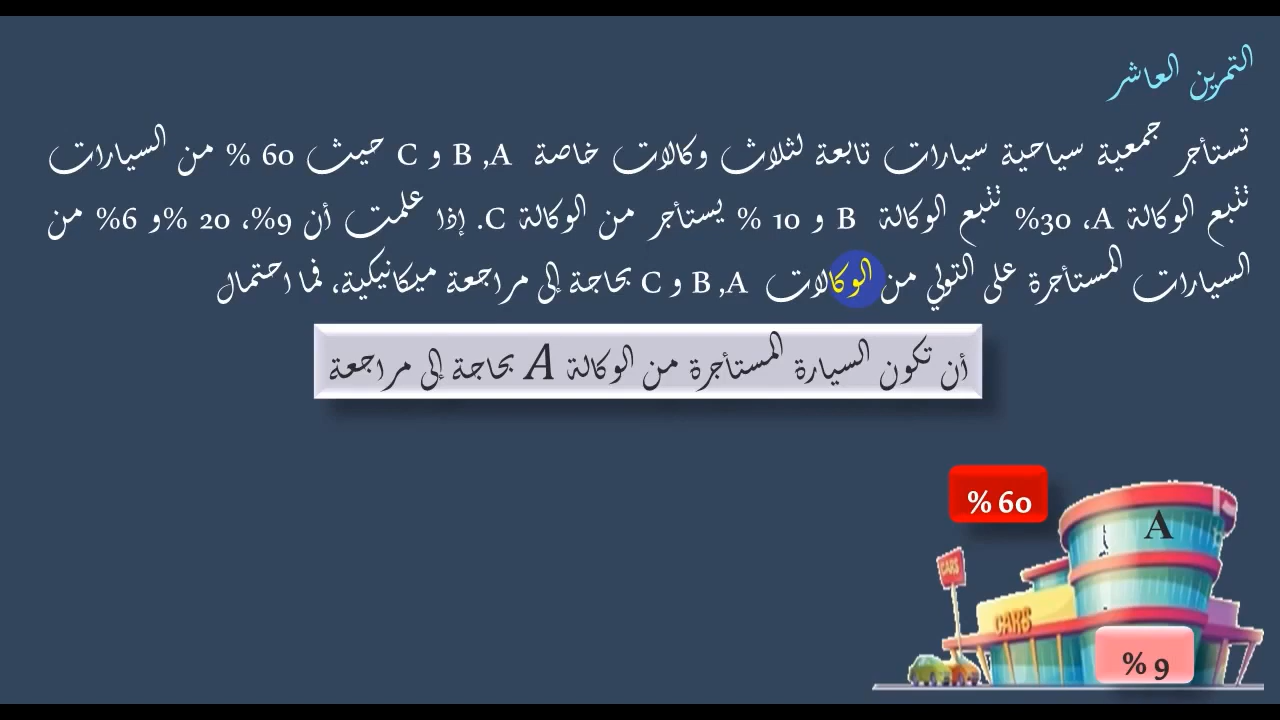 التمرين العاشر
تستأجر جمعية سياحية سيارات تابعة لثلاث وكالات خاصة A, B و C حيث 60 % من السيارات
تتبع الوكالة A، 30% تتبع الوكالة B و 10 % يستأجر من الوكالة C. إذا علمت أن 9%، 20 %و 6% من
السيارات المستأجرة على التولي من الوكالات A, B و C بحاجة إلى مراجعة ميكانيكية، فما احتمال
أن تكون السيارة المستأجرة من الوكالة A بحاجة إلى مراجعة
% 60
A
CARS
CARS
% 9